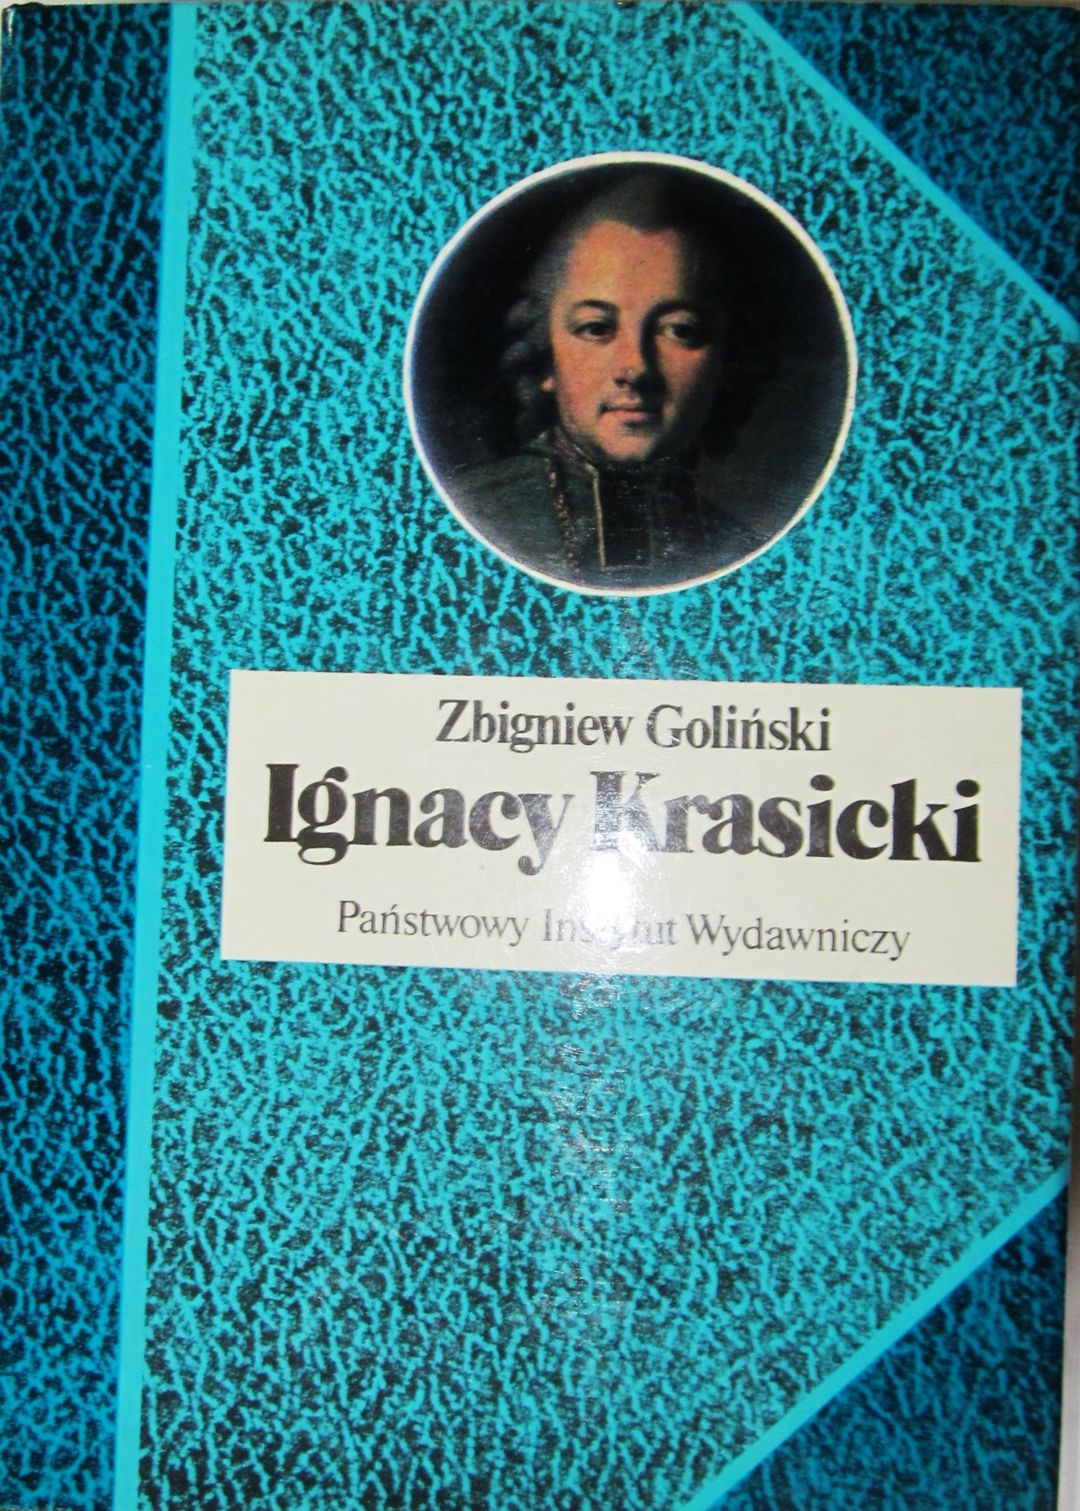 Zbigniew Goliński
Ignacy Krasicki
Państwowy Instytut Wydawniczy